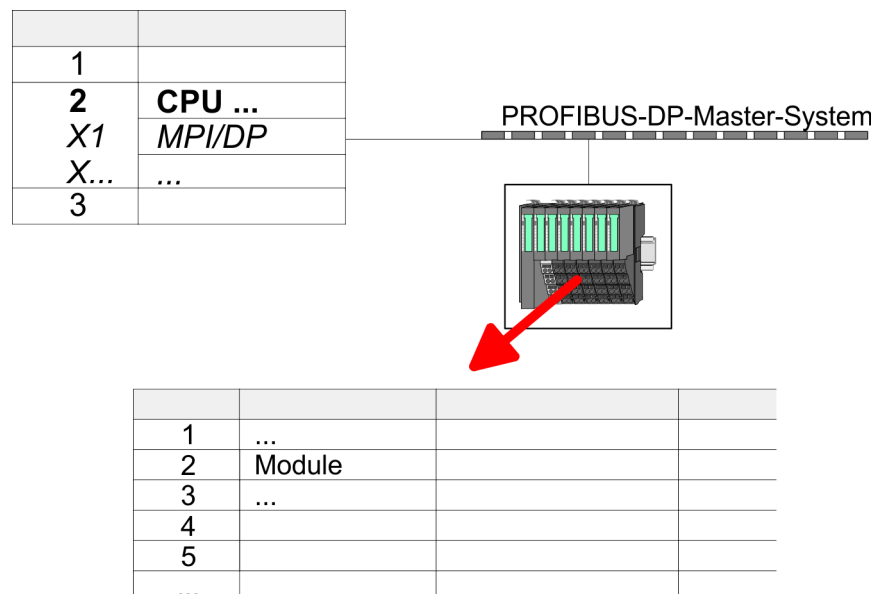 1
2 CPU ...
X1 MPI/DP
X... ...
3
PROFIBUS-DP-Master-System
1 ...
2 Module
3 ...
4
5
...